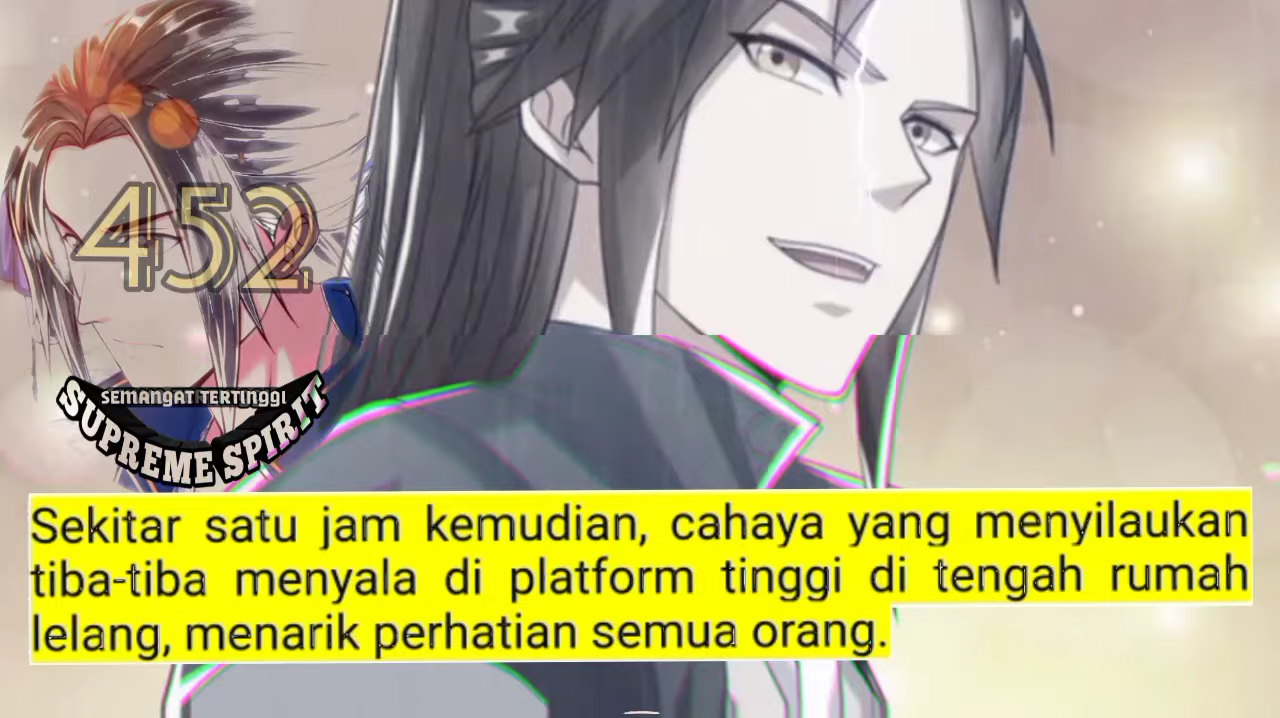 452
SEMANGAT TERTINGGI
SUPREME SPIRIT
Sekitar satu jam kemudian, cahaya yang menyilaukan
tiba-tiba menyala di platform tinggi di tengah rumah
lelang, menarik perhatian semua orang.